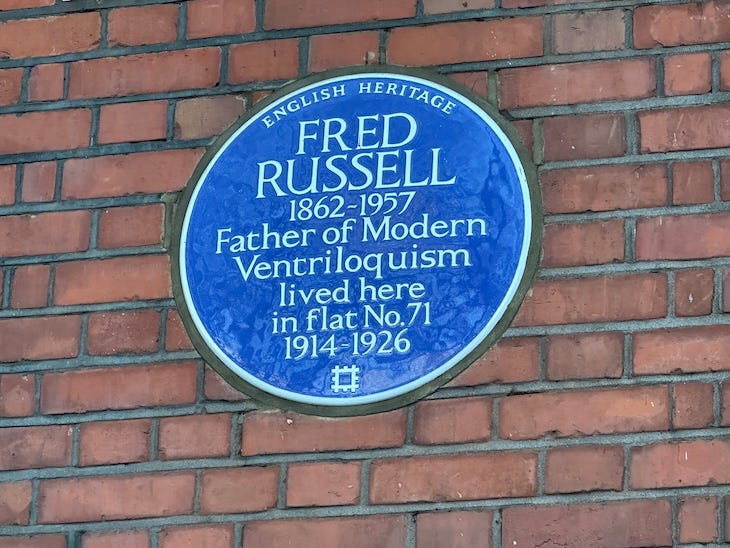 ENGLISH HERITAGE
FRED
RUSSELL
1862-1957
Father of Modern
Ventriloquism
lived here
in flat No.71
1914-1926